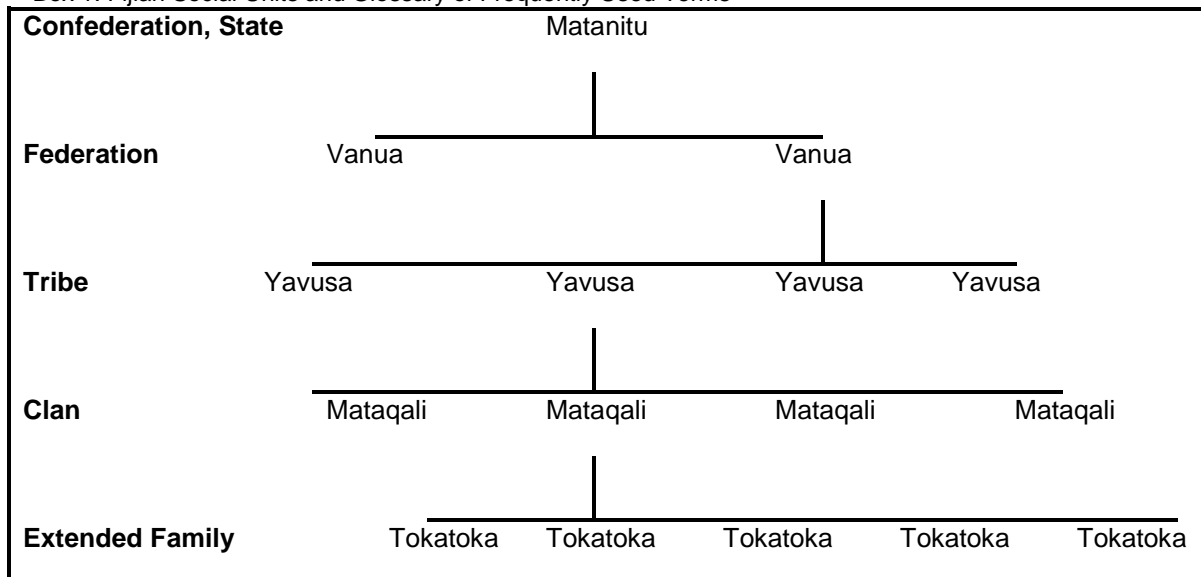 Box 1. Fijian Social Units and Glossary of Frequently Used Terms
Confederation, State Matanitu
Federation Vanua Vanua
Tribe Yavusa Yavusa Yavusa Yavusa
Clan Mataqali Mataqali Mataqali Mataqali
Extended Family Tokatoka Tokatoka Tokatoka Tokatoka Tokatoka